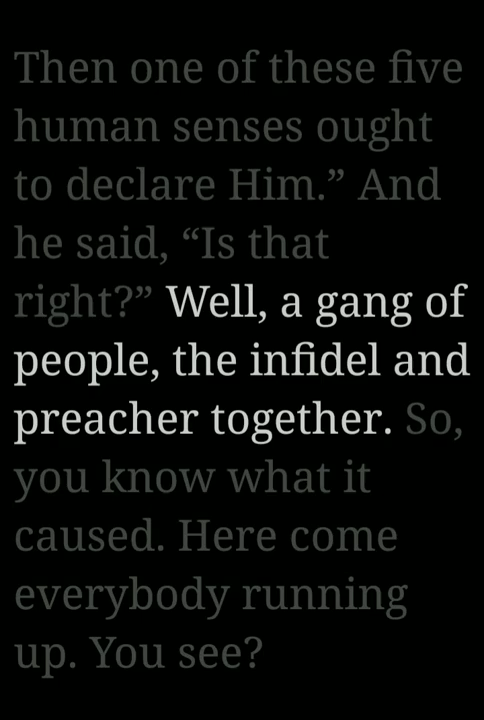 Then one of these five
human senses ought
to declare Him.” And
he said, “Is that
right?” Well, a gang of
people, the infidel and
preacher together. So,
you know what it
caused. Here come
everybody running
up. You see?